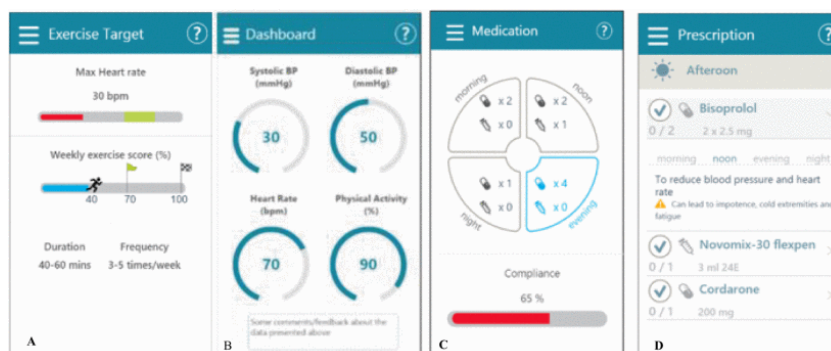 Exercise Target
?
Max Heart rate
30 bpm
Weekly exercise score (%)
40
70
100
Duration
Frequency
40-60 mins
3-5 times/week
A
Dashboard
?
Systolic BP
(mmHg)
Diastolic BP
(mmHg)
30
50
Heart Rate
(bpm)
Physical Activity
(%)
70
90
Some comments/feedback about the
data presented above
B
Medication
?
morning
noon
x 2
x 0
x 2
x 1
x 1
x 0
x 4
x 0
night
evening
Compliance
65 %
C
Prescription
?
Afteroon
Bisoprolol
0 / 2
2 x 2.5 mg
morning noon evening night
To reduce blood pressure and heart
rate
Can lead to impotence, cold extremities and
fatigue
Novomix-30 flexpen
0 / 1
3 ml 24E
Cordarone
0 / 1
200 mg
D